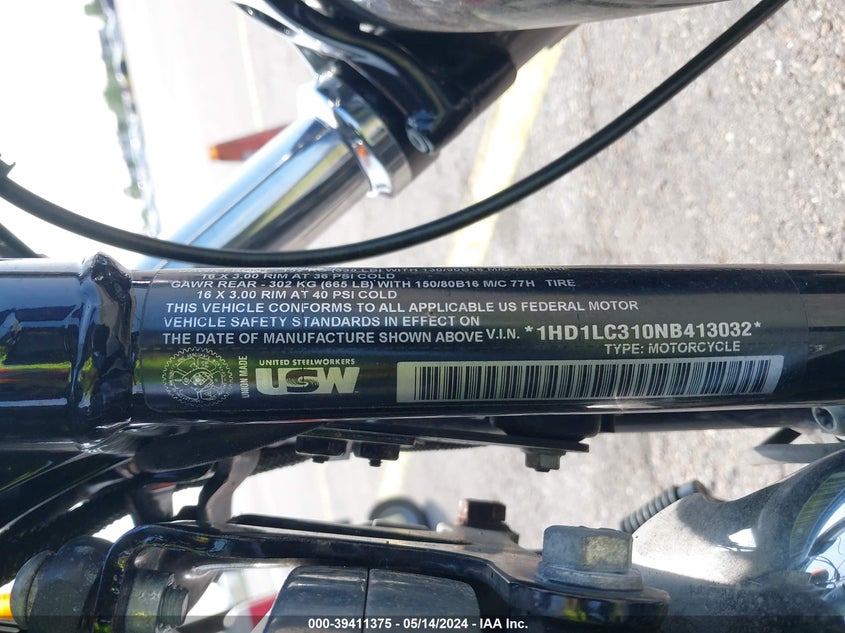 16 X 3.00 RIM AT 36 PSI COLD
GAWR REAR - 302 KG (665 LB) WITH 150/80B16 M/C 77H TIRE
16 X 3.00 RIM AT 40 PSI COLD
THIS VEHICLE CONFORMS TO ALL APPLICABLE US FEDERAL MOTOR
VEHICLE SAFETY STANDARDS IN EFFECT ON
THE DATE OF MANUFACTURE SHOWN ABOVE V.I.N. *1HD1LC310NB413032*
TYPE: MOTORCYCLE
UNION MADE
UNITED STEELWORKERS
USW
000-39411375 - 05/14/2024 - IAA Inc.